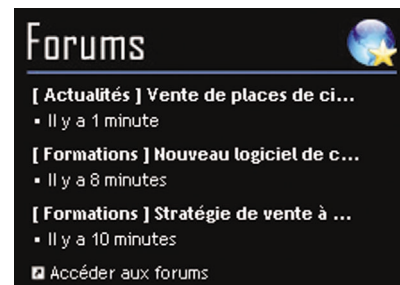 Forums
[ Actualités ] Vente de places de ci...
▪ Il y a 1 minute
[ Formations ] Nouveau logiciel de c...
▪ Il y a 8 minutes
[ Formations ] Stratégie de vente à ...
▪ Il y a 10 minutes
Accéder aux forums